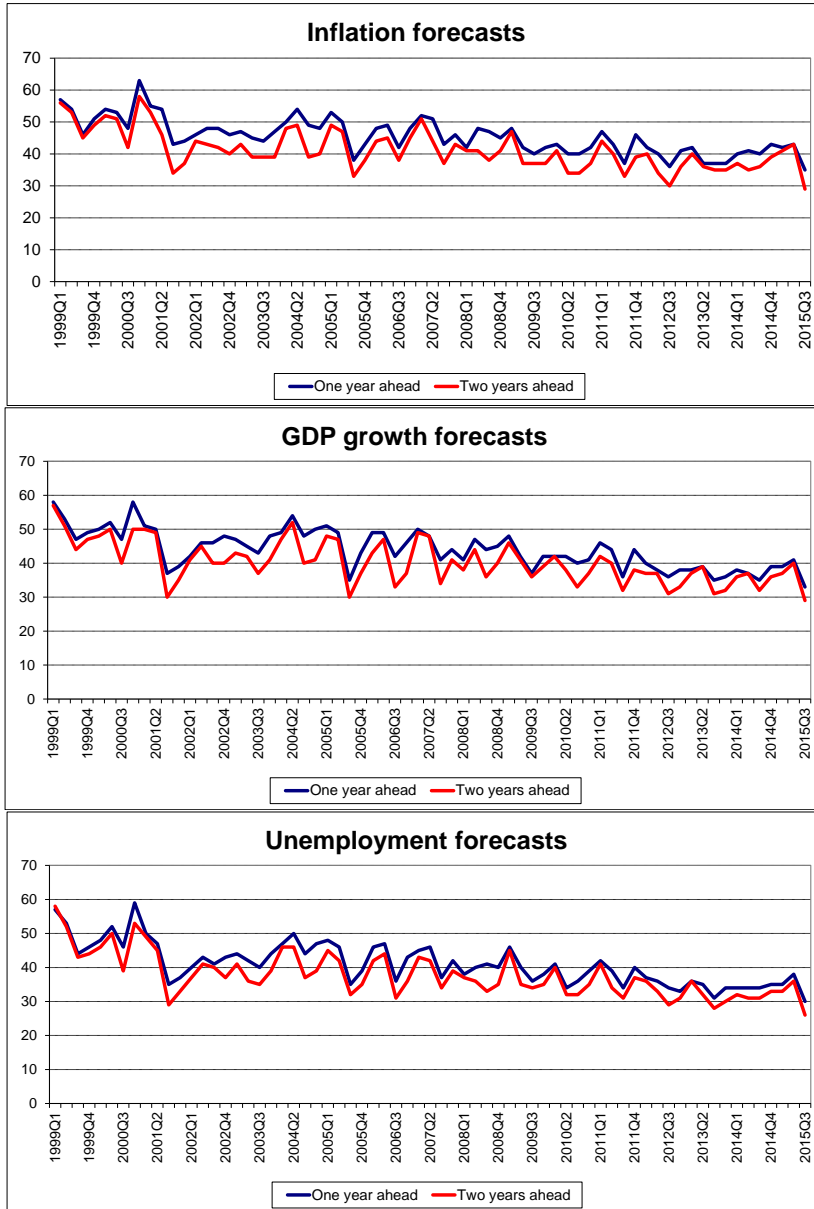 Inflation forecasts
70
60
50
40
30
20
10
0
1999Q1 1999Q4 2000Q3 2001Q2 2002Q1 2002Q4 2003Q3 2004Q2 2005Q1 2005Q4 2006Q3 2007Q2 2008Q1 2008Q4 2009Q3 2010Q2 2011Q1 2011Q4 2012Q3 2013Q2 2014Q1 2014Q4 2015Q3
One year ahead Two years ahead
GDP growth forecasts
70
60
50
40
30
20
10
0
1999Q1 1999Q4 2000Q3 2001Q2 2002Q1 2002Q4 2003Q3 2004Q2 2005Q1 2005Q4 2006Q3 2007Q2 2008Q1 2008Q4 2009Q3 2010Q2 2011Q1 2011Q4 2012Q3 2013Q2 2014Q1 2014Q4 2015Q3
One year ahead Two years ahead
Unemployment forecasts
70
60
50
40
30
20
10
0
1999Q1 1999Q4 2000Q3 2001Q2 2002Q1 2002Q4 2003Q3 2004Q2 2005Q1 2005Q4 2006Q3 2007Q2 2008Q1 2008Q4 2009Q3 2010Q2 2011Q1 2011Q4 2012Q3 2013Q2 2014Q1 2014Q4 2015Q3
One year ahead Two years ahead